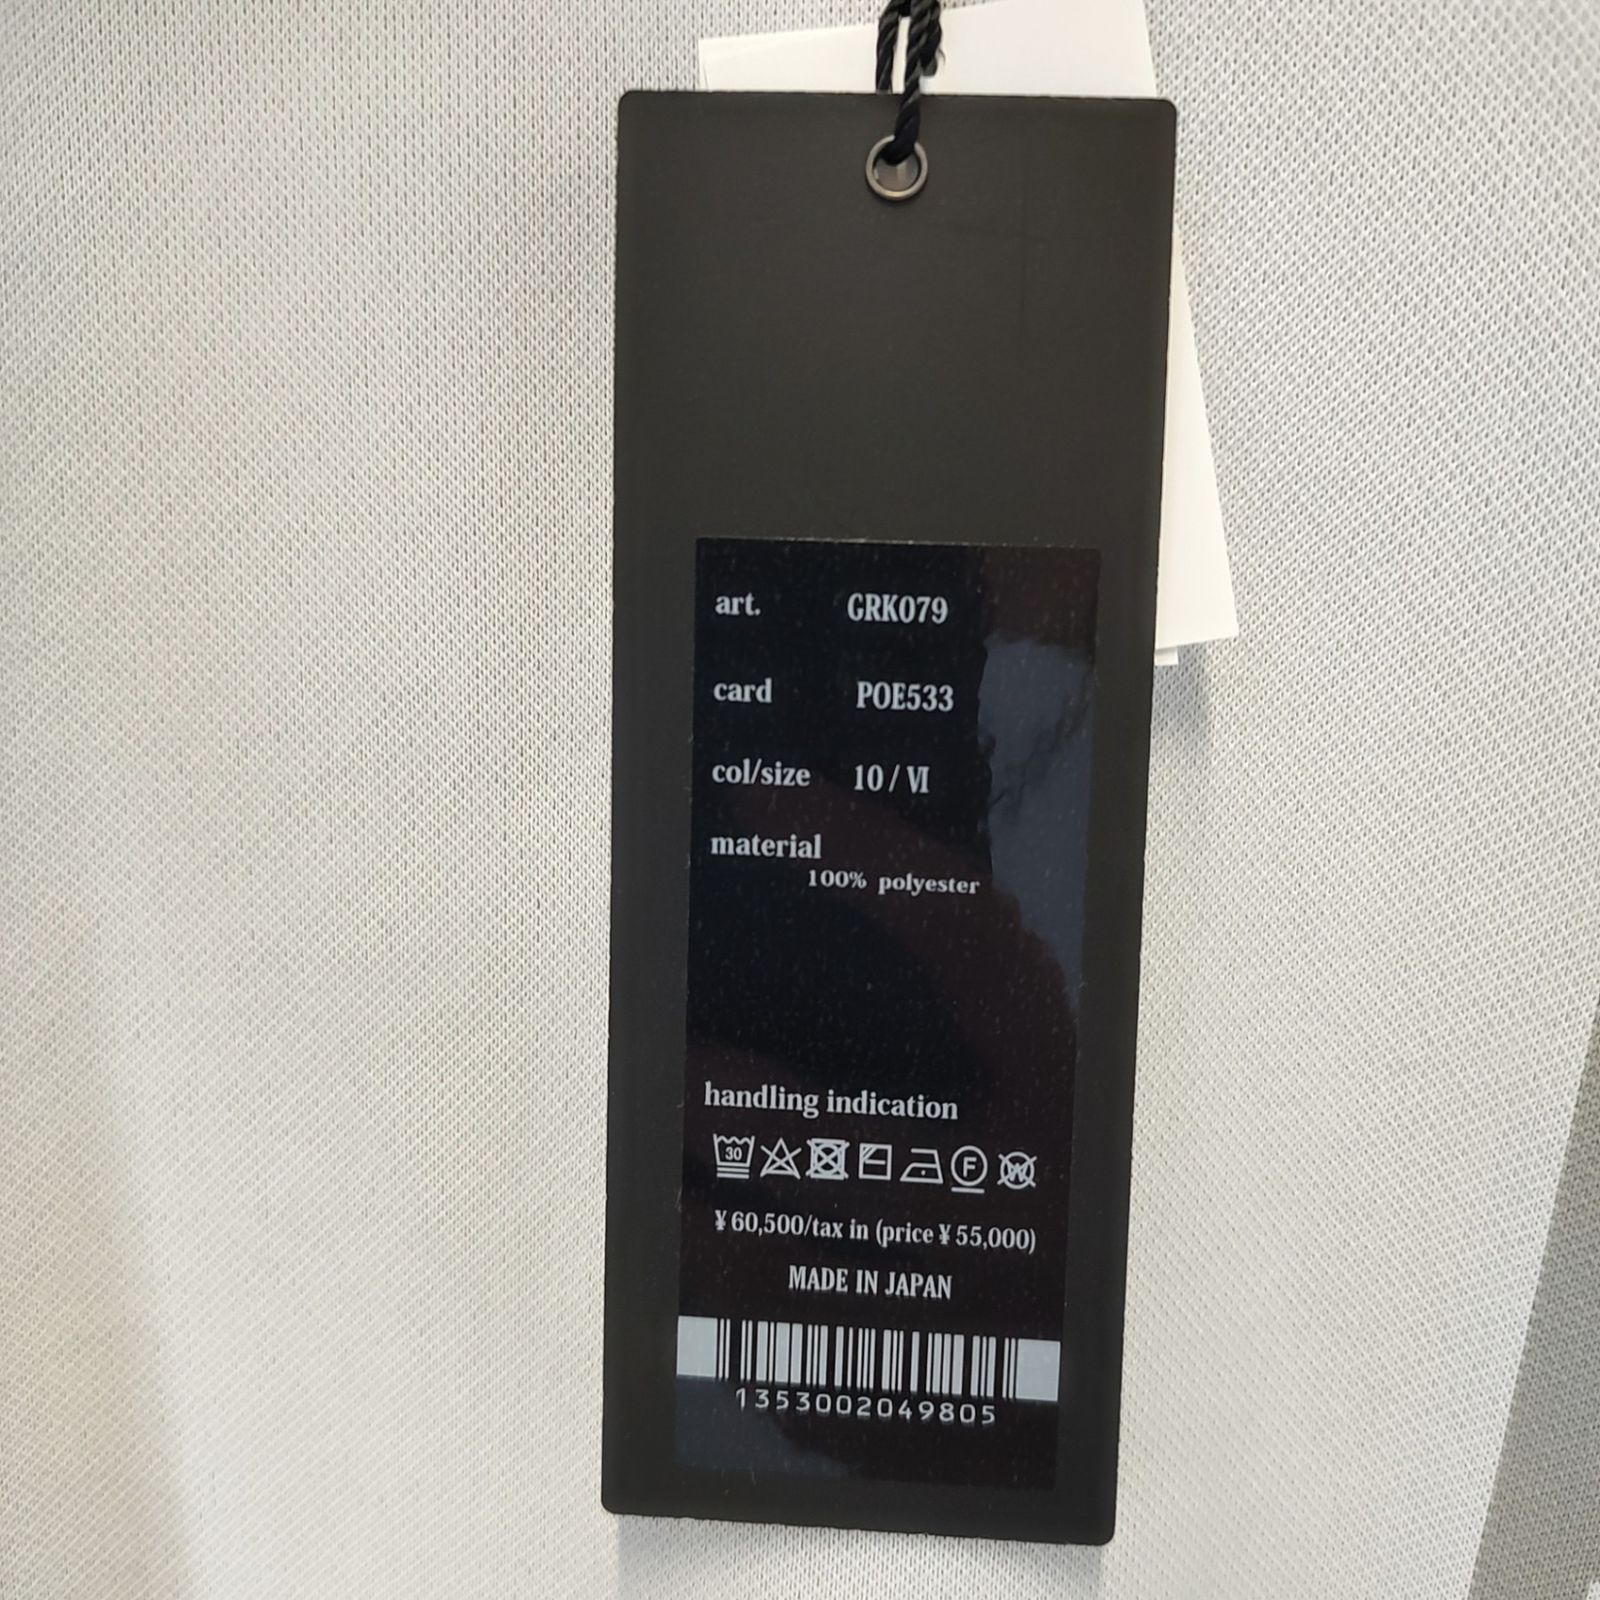 art. GRK079
card POE533
col/size 10 / Ⅵ
material
100% polyester
handling indication
30 F W
¥60,500/tax in (price ¥55,000)
MADE IN JAPAN
1353002049805